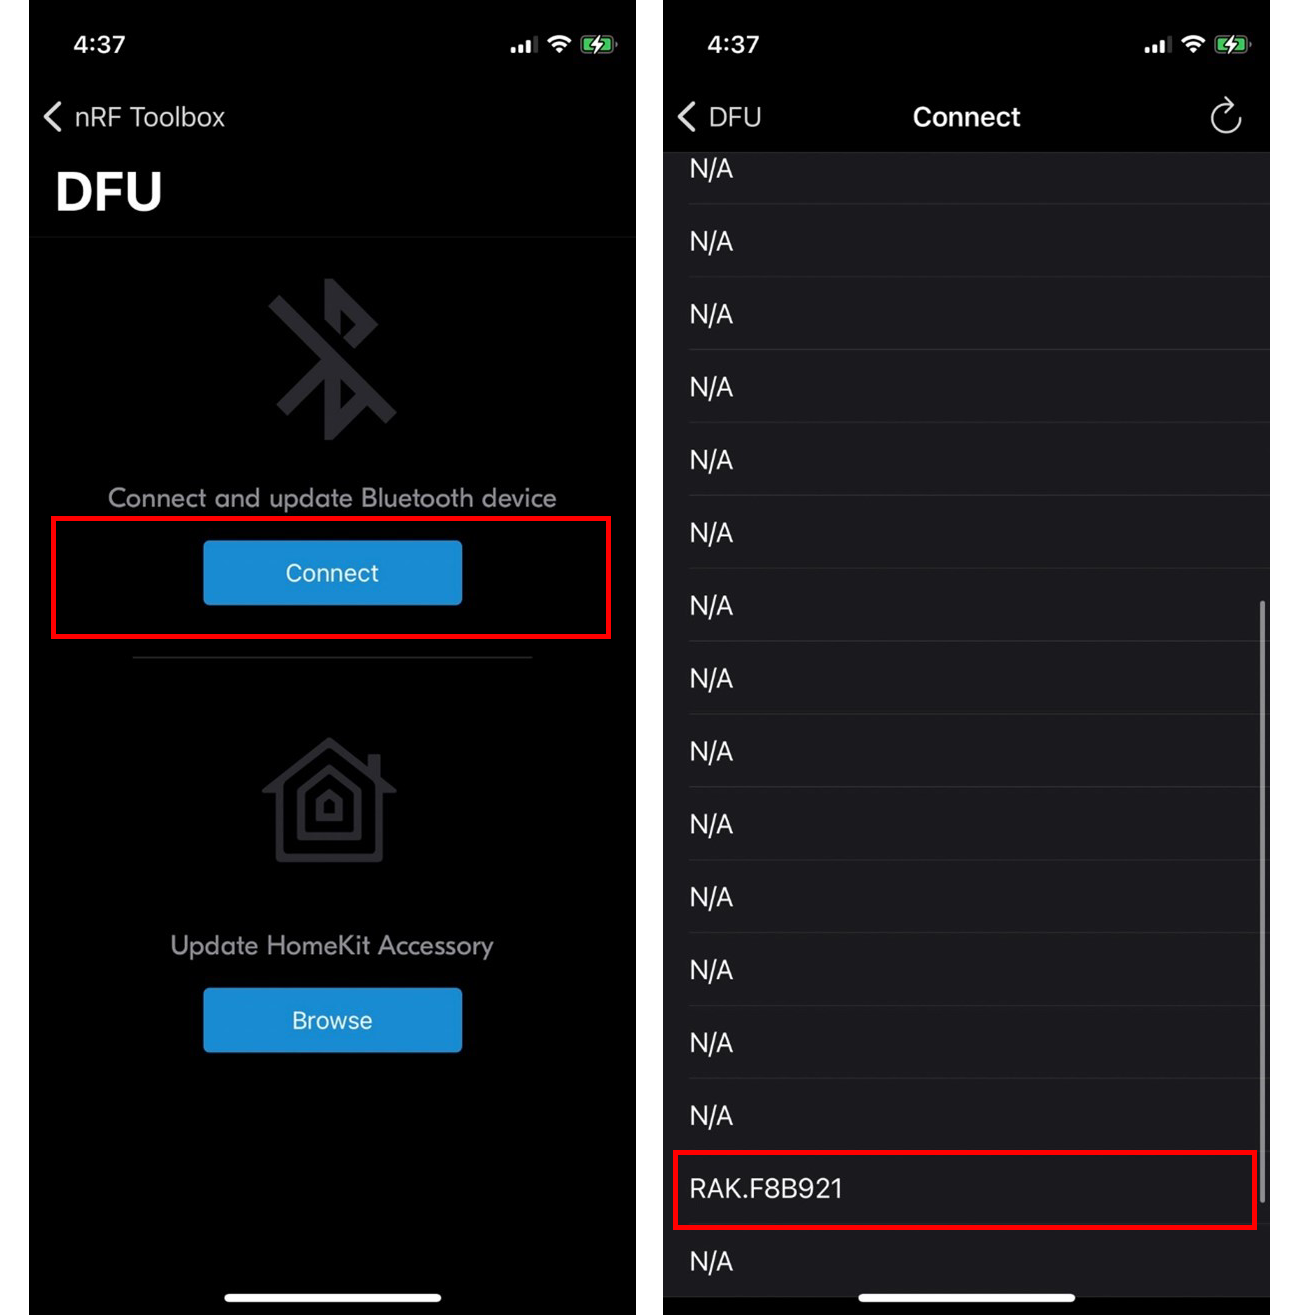 4:37
nRF Toolbox
DFU
Connect and update Bluetooth device
Connect
Update HomeKit Accessory
Browse
4:37
DFU
Connect
N/A
N/A
N/A
N/A
N/A
N/A
N/A
N/A
N/A
N/A
N/A
N/A
N/A
N/A
RAK.F8B921
N/A